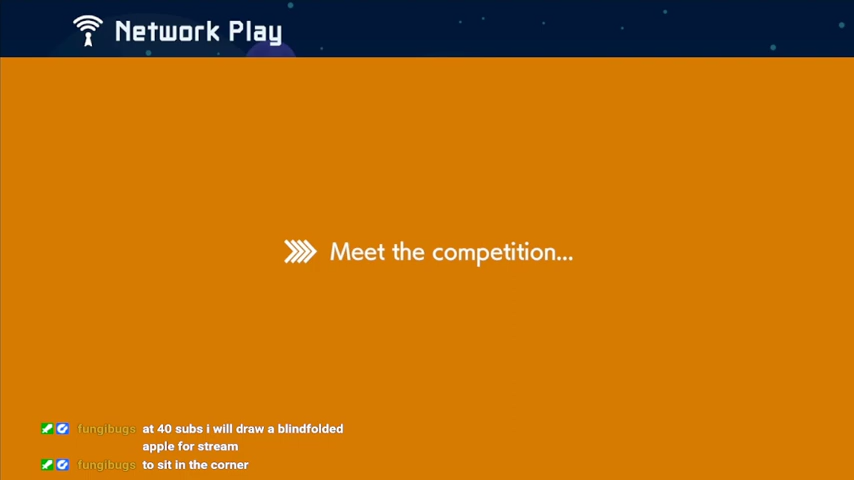 Network Play
Meet the competition...
fungibugs at 40 subs i will draw a blindfolded
apple for stream
fungibugs to sit in the corner